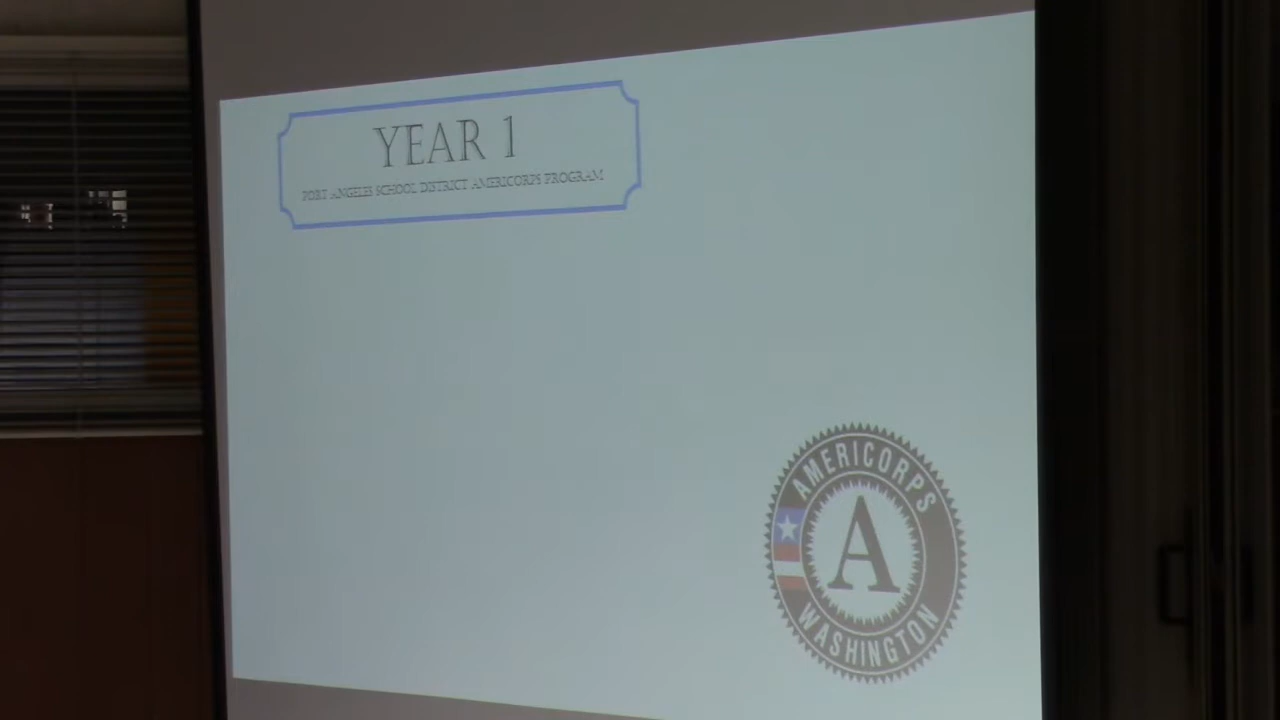 YEAR 1
PORT ANGELES SCHOOL DISTRICT AMERICORPS PROGRAM
AMERICORPS
A
WASHINGTON